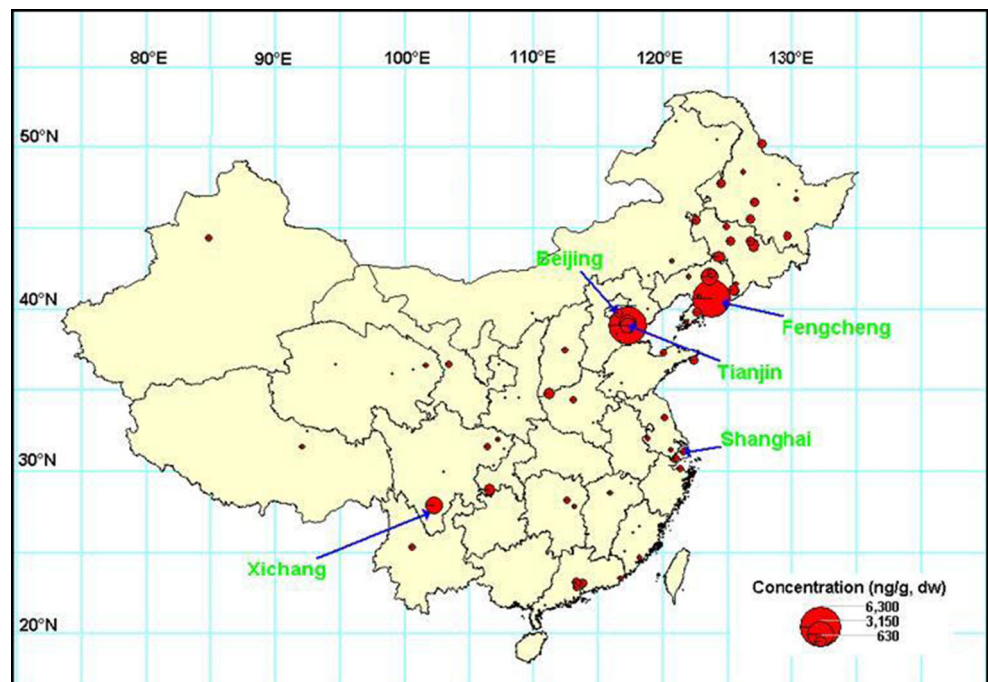 80°E 90°E 100°E 110°E 120°E 130°E
50°N
Beijing
40°N
Fengcheng
Tianjin
Shanghai
30°N
Xichang
Concentration (ng/g, dw)
6,300
3,150
630
20°N